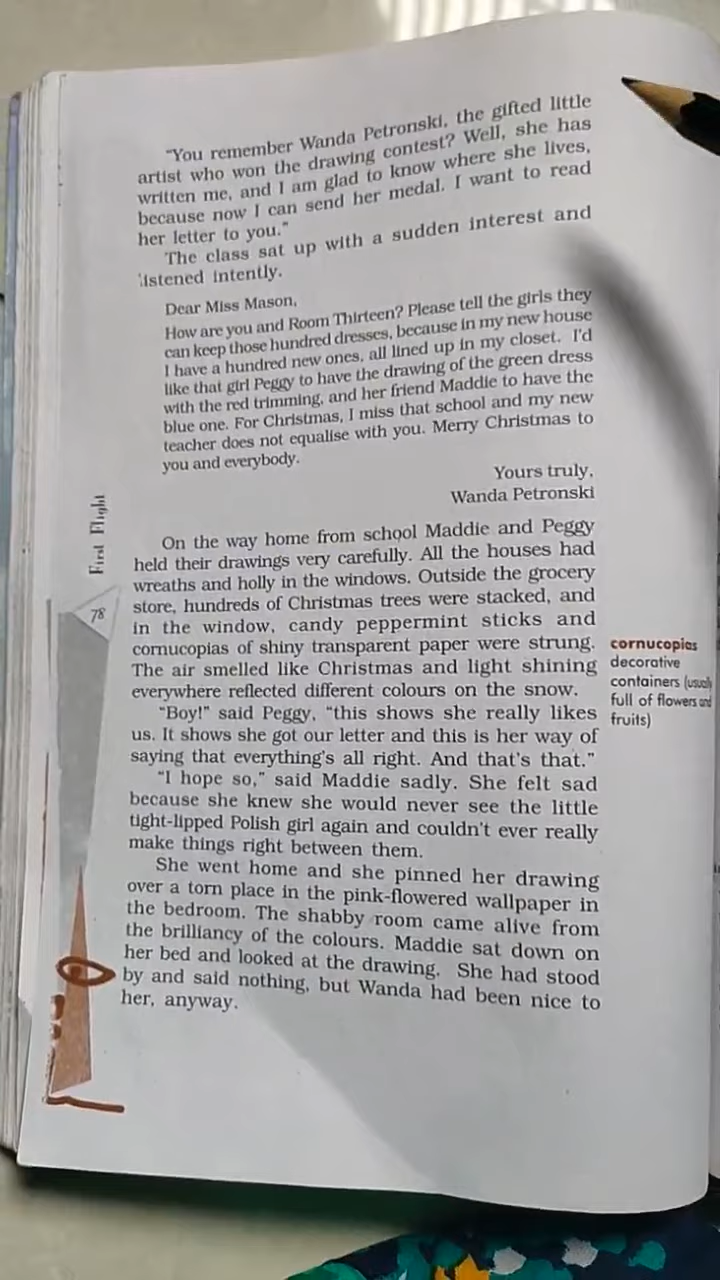 "You remember Wanda Petronski, the gifted little
artist who won the drawing contest? Well, she has
written me, and I am glad to know where she lives,
because now I can send her medal. I want to read
her letter to you."
The class sat up with a sudden interest and
listened intently.
Dear Miss Mason,
How are you and Room Thirteen? Please tell the girls they
can keep those hundred dresses, because in my new house
I have a hundred new ones, all lined up in my closet. I'd
like that girl Peggy to have the drawing of the green dress
with the red trimming, and her friend Maddie to have the
blue one. For Christmas, I miss that school and my new
teacher does not equalise with you. Merry Christmas to
you and everybody.
Yours truly,
Wanda Petronski
On the way home from school Maddie and Peggy
held their drawings very carefully. All the houses had
wreaths and holly in the windows. Outside the grocery
store, hundreds of Christmas trees were stacked, and
in the window, candy peppermint sticks and
cornucopias of shiny transparent paper were strung.
The air smelled like Christmas and light shining
everywhere reflected different colours on the snow.
"Boy!" said Peggy, "this shows she really likes
us. It shows she got our letter and this is her way of
saying that everything's all right. And that's that."
"I hope so," said Maddie sadly. She felt sad
because she knew she would never see the little
tight-lipped Polish girl again and couldn't ever really
make things right between them.
She went home and she pinned her drawing
over a torn place in the pink-flowered wallpaper in
the bedroom. The shabby room came alive from
the brilliancy of the colours. Maddie sat down on
her bed and looked at the drawing. She had stood
by and said nothing, but Wanda had been nice to
her, anyway.
cornucopias
decorative
containers (usually
full of flowers and
fruits)
First Flight
78